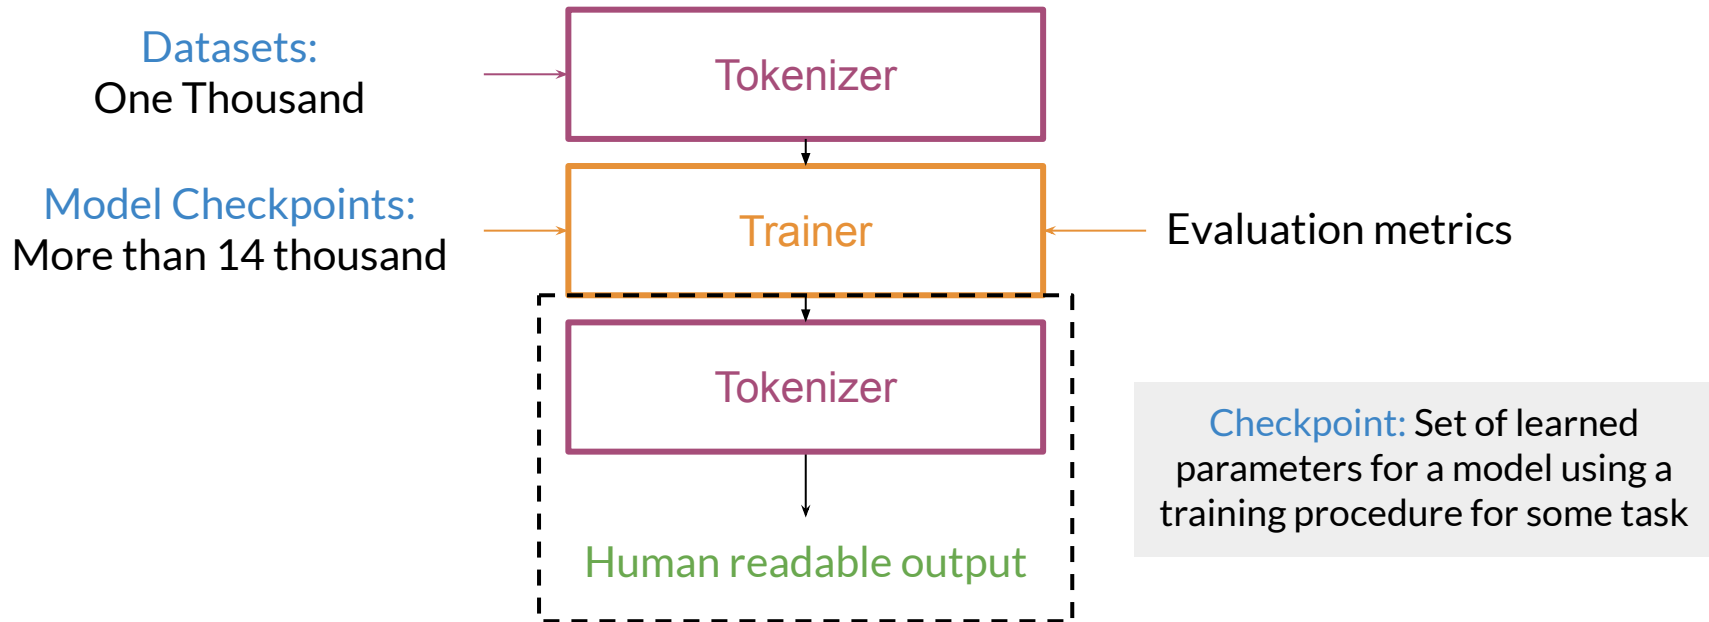 Datasets:
One Thousand
Tokenizer
Model Checkpoints:
More than 14 thousand
Trainer
Evaluation metrics
Tokenizer
Checkpoint: Set of learned
parameters for a model using a
training procedure for some task
Human readable output